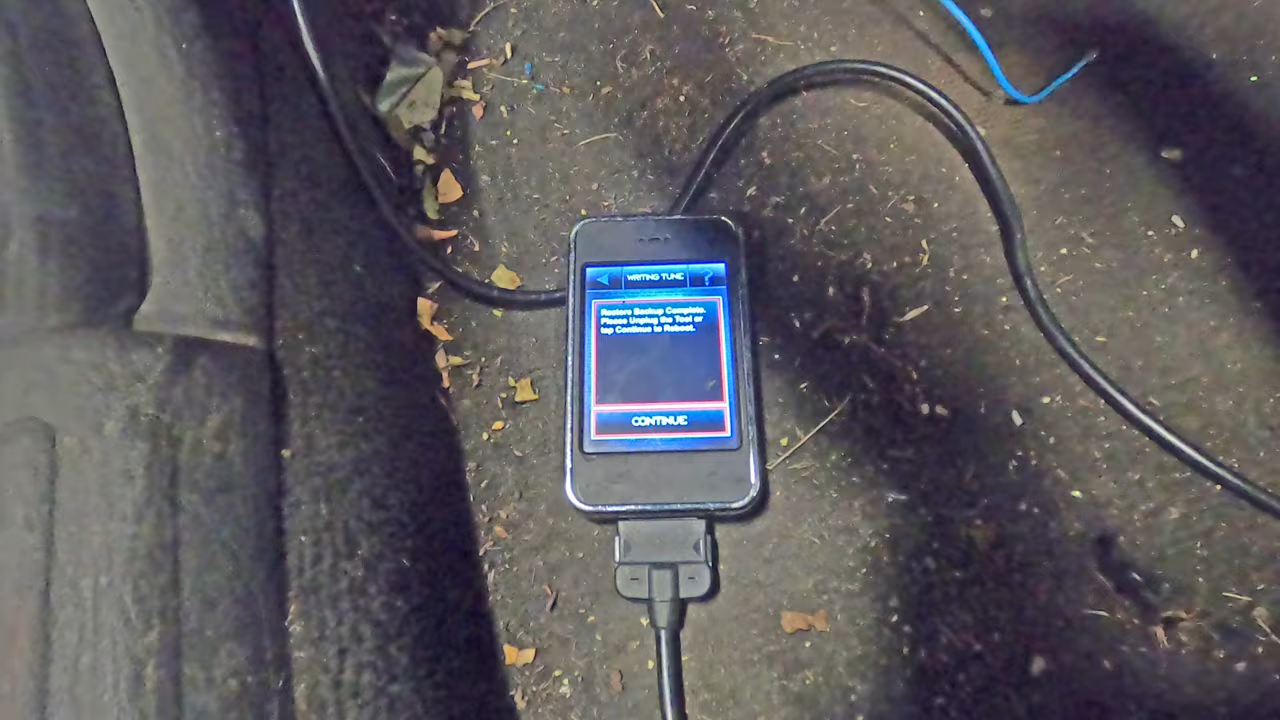 WRITING TUNE
?
Restore Backup Complete.
Please Unplug the Tool or
tap Continue to Reboot.
CONTINUE